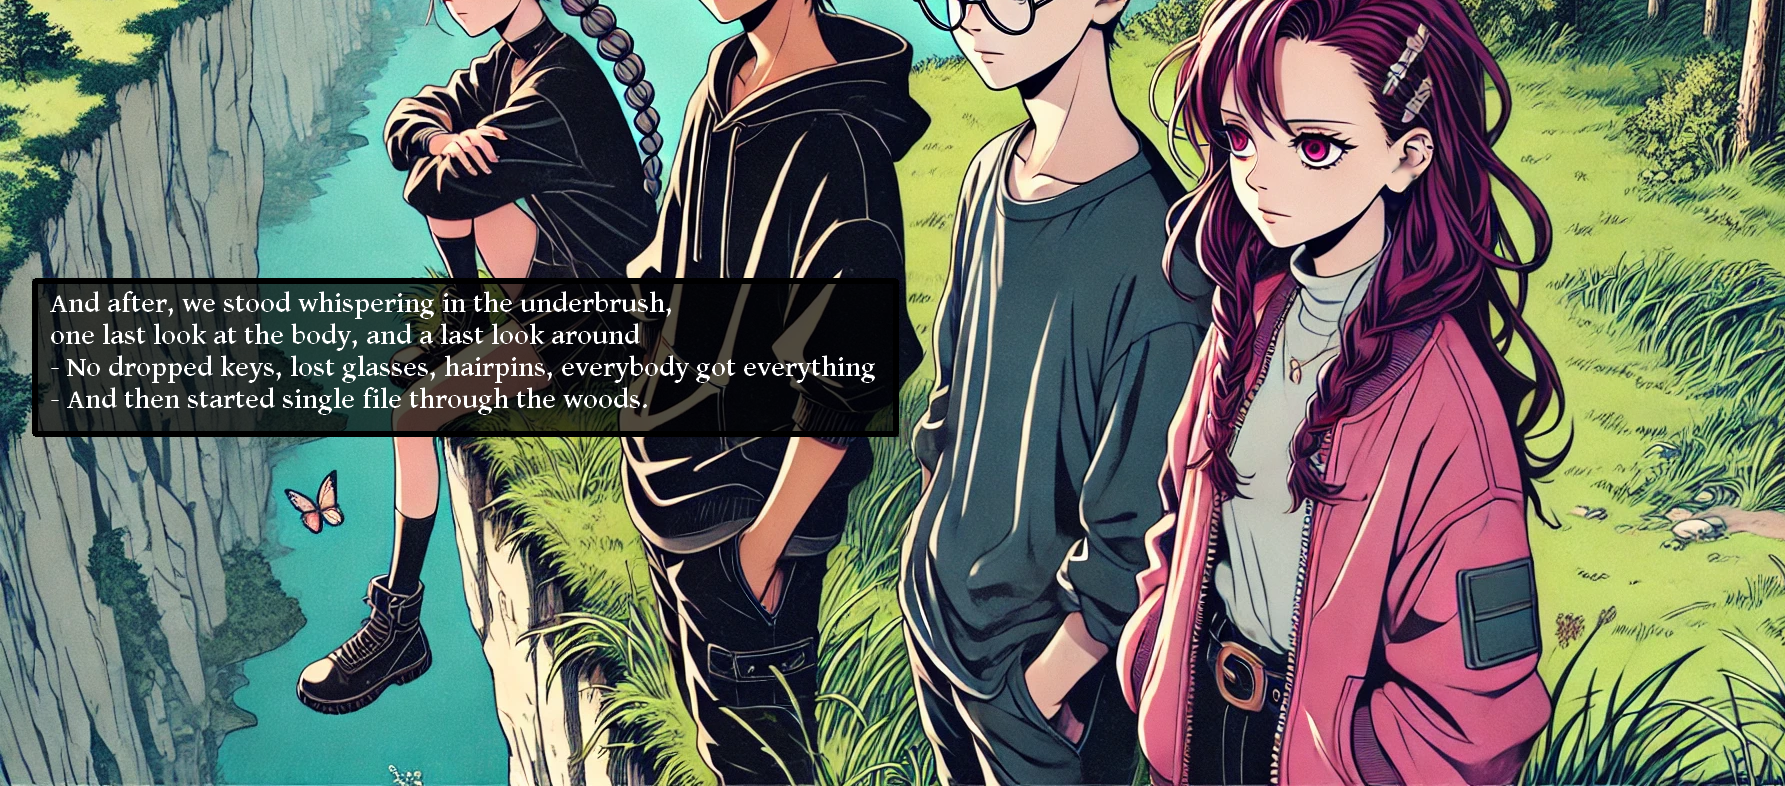 And after, we stood whispering in the underbrush,
one last look at the body, and a last look around
- No dropped keys, lost glasses, hairpins, everybody got everything
- And then started single file through the woods.